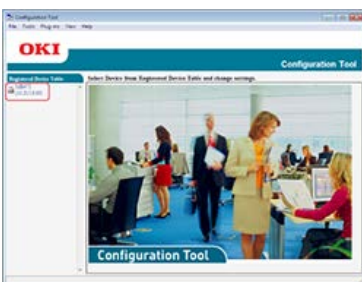 Configuration Tool
File Tools Plug-ins View Help
OKI
Configuration Tool
Registered Device Table
Select Device from Registered Device Table and change settings.
Configuration Tool